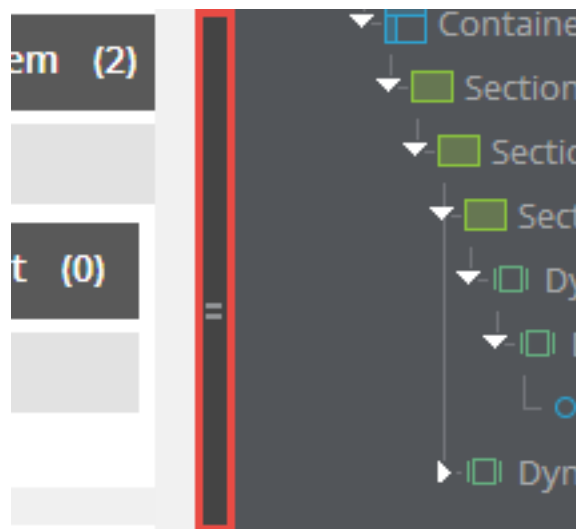 em (2)
t (0)
Containe
Section
Sectio
Sect
Dy
Dyn